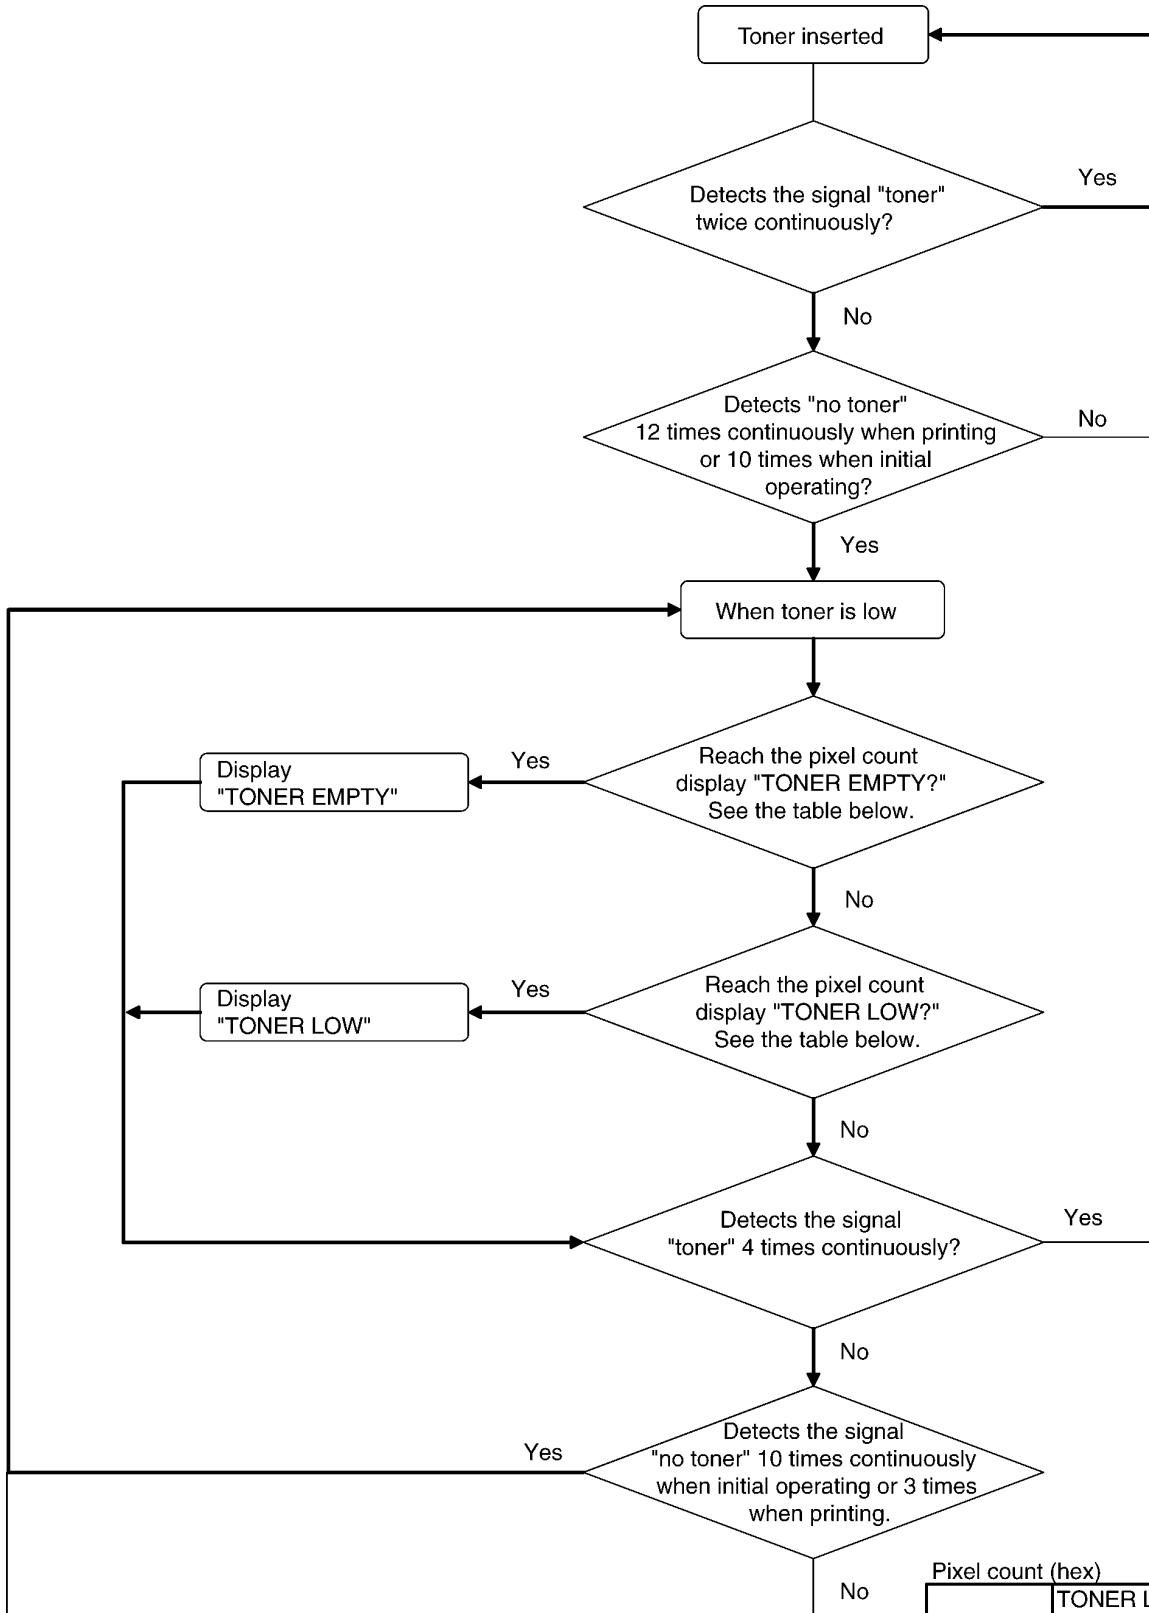 Toner inserted
Yes
Detects the signal "toner"
twice continuously?
No
Detects "no toner"
12 times continuously when printing
or 10 times when initial
operating?
No
Yes
When toner is low
Yes
Reach the pixel count
display "TONER EMPTY?"
See the table below.
Display
"TONER EMPTY"
No
Yes
Reach the pixel count
display "TONER LOW?"
See the table below.
Display
"TONER LOW"
No
Detects the signal
"toner" 4 times continuously?
Yes
No
Yes
Detects the signal
"no toner" 10 times continuously
when initial operating or 3 times
when printing.
No
Pixel count (hex)
TONER L